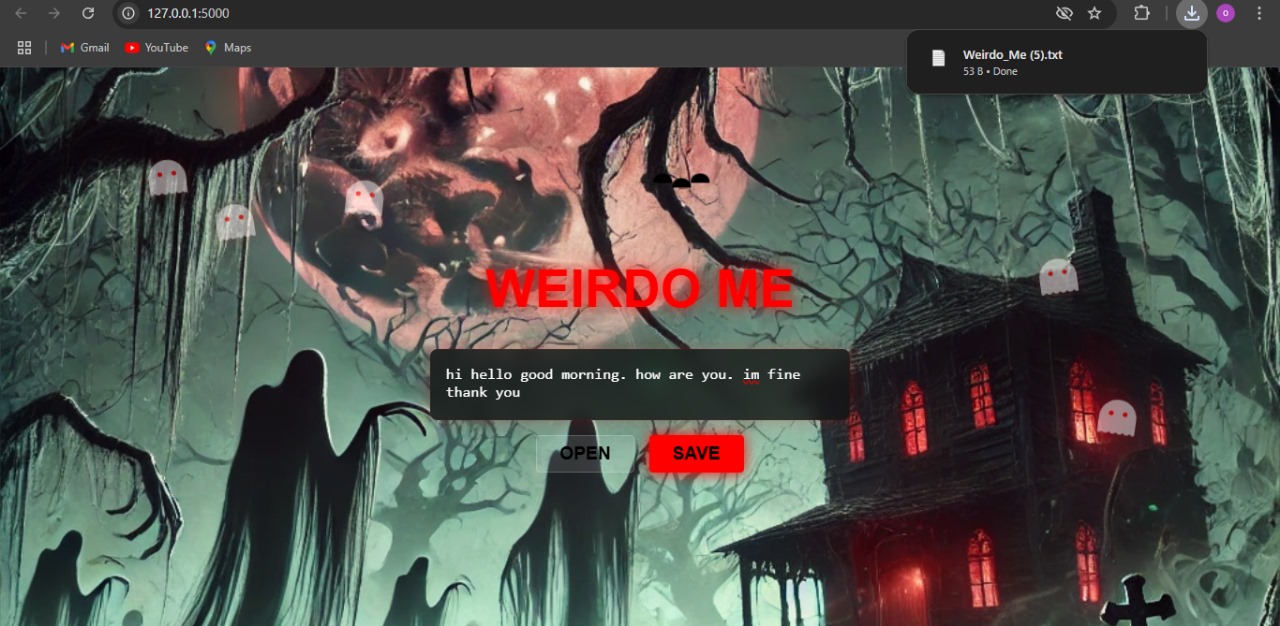 127.0.0.1:5000
o
Gmail
YouTube
Maps
Weirdo_Me (5).txt
53 B • Done
WEIRDO ME
hi hello good morning. how are you. im fine
thank you
OPEN
SAVE